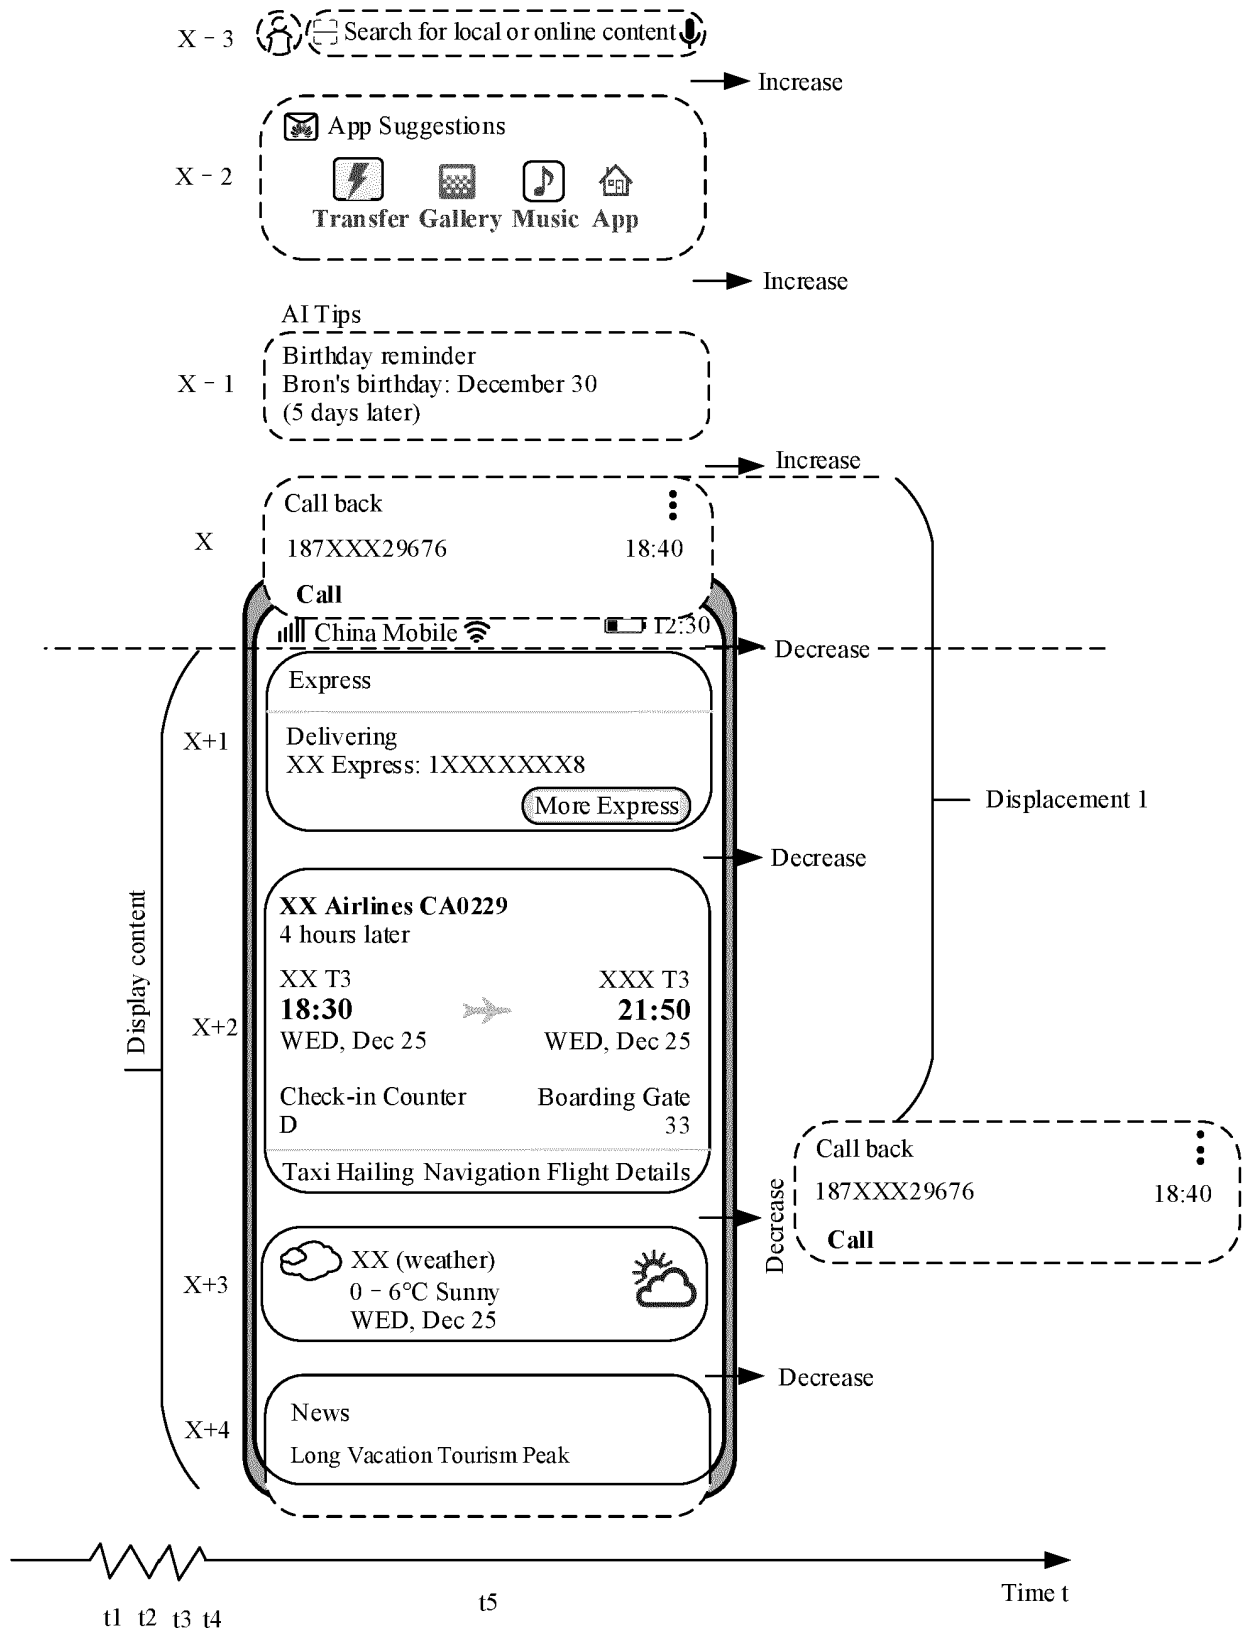 X - 3
Search for local or online content
Increase
App Suggestions
X - 2
Transfer Gallery Music App
Increase
AI Tips
Birthday reminder
X - 1
Bron's birthday: December 30
(5 days later)
Increase
Call back
X
187XXX29676 18:40
Call
China Mobile 12:30
Decrease
Express
X+1
Delivering
XX Express: 1XXXXXXX8
More Express
Displacement 1
Decrease
XX Airlines CA0229
4 hours later
XX T3 XXX T3
18:30 21:50
Display content
X+2
WED, Dec 25 WED, Dec 25
Check-in Counter Boarding Gate
D 33
Taxi Hailing Navigation Flight Details
Call back
187XXX29676 18:40
Call
Decrease
X+3
XX (weather)
0 - 6°C Sunny
WED, Dec 25
Decrease
X+4
News
Long Vacation Tourism Peak
t1 t2 t3 t4
t5
Time t